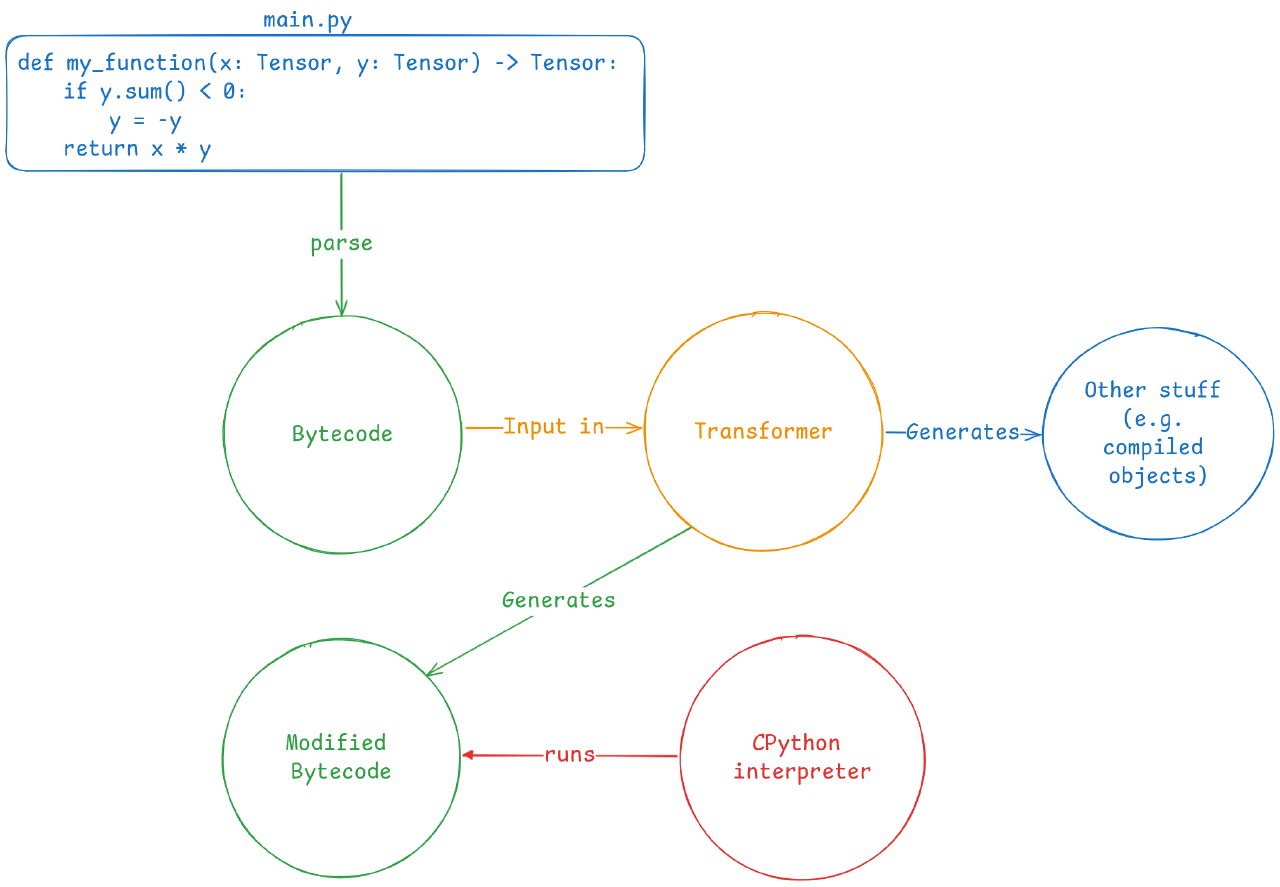 main.py
def my_function(x: Tensor, y: Tensor) -> Tensor:
if y.sum() < 0:
y = -y
return x * y
parse
Bytecode
Input in
Transformer
Generates
Other stuff
(e.g.
compiled
objects)
Generates
Modified
Bytecode
runs
CPython
interpreter